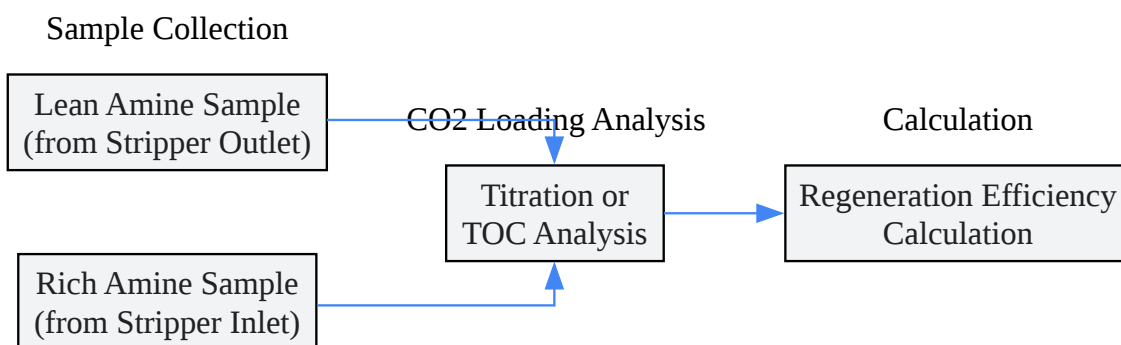 Sample Collection
Lean Amine Sample
(from Stripper Outlet)
Rich Amine Sample
(from Stripper Inlet)
CO2 Loading Analysis
Titration or
TOC Analysis
Calculation
Regeneration Efficiency
Calculation